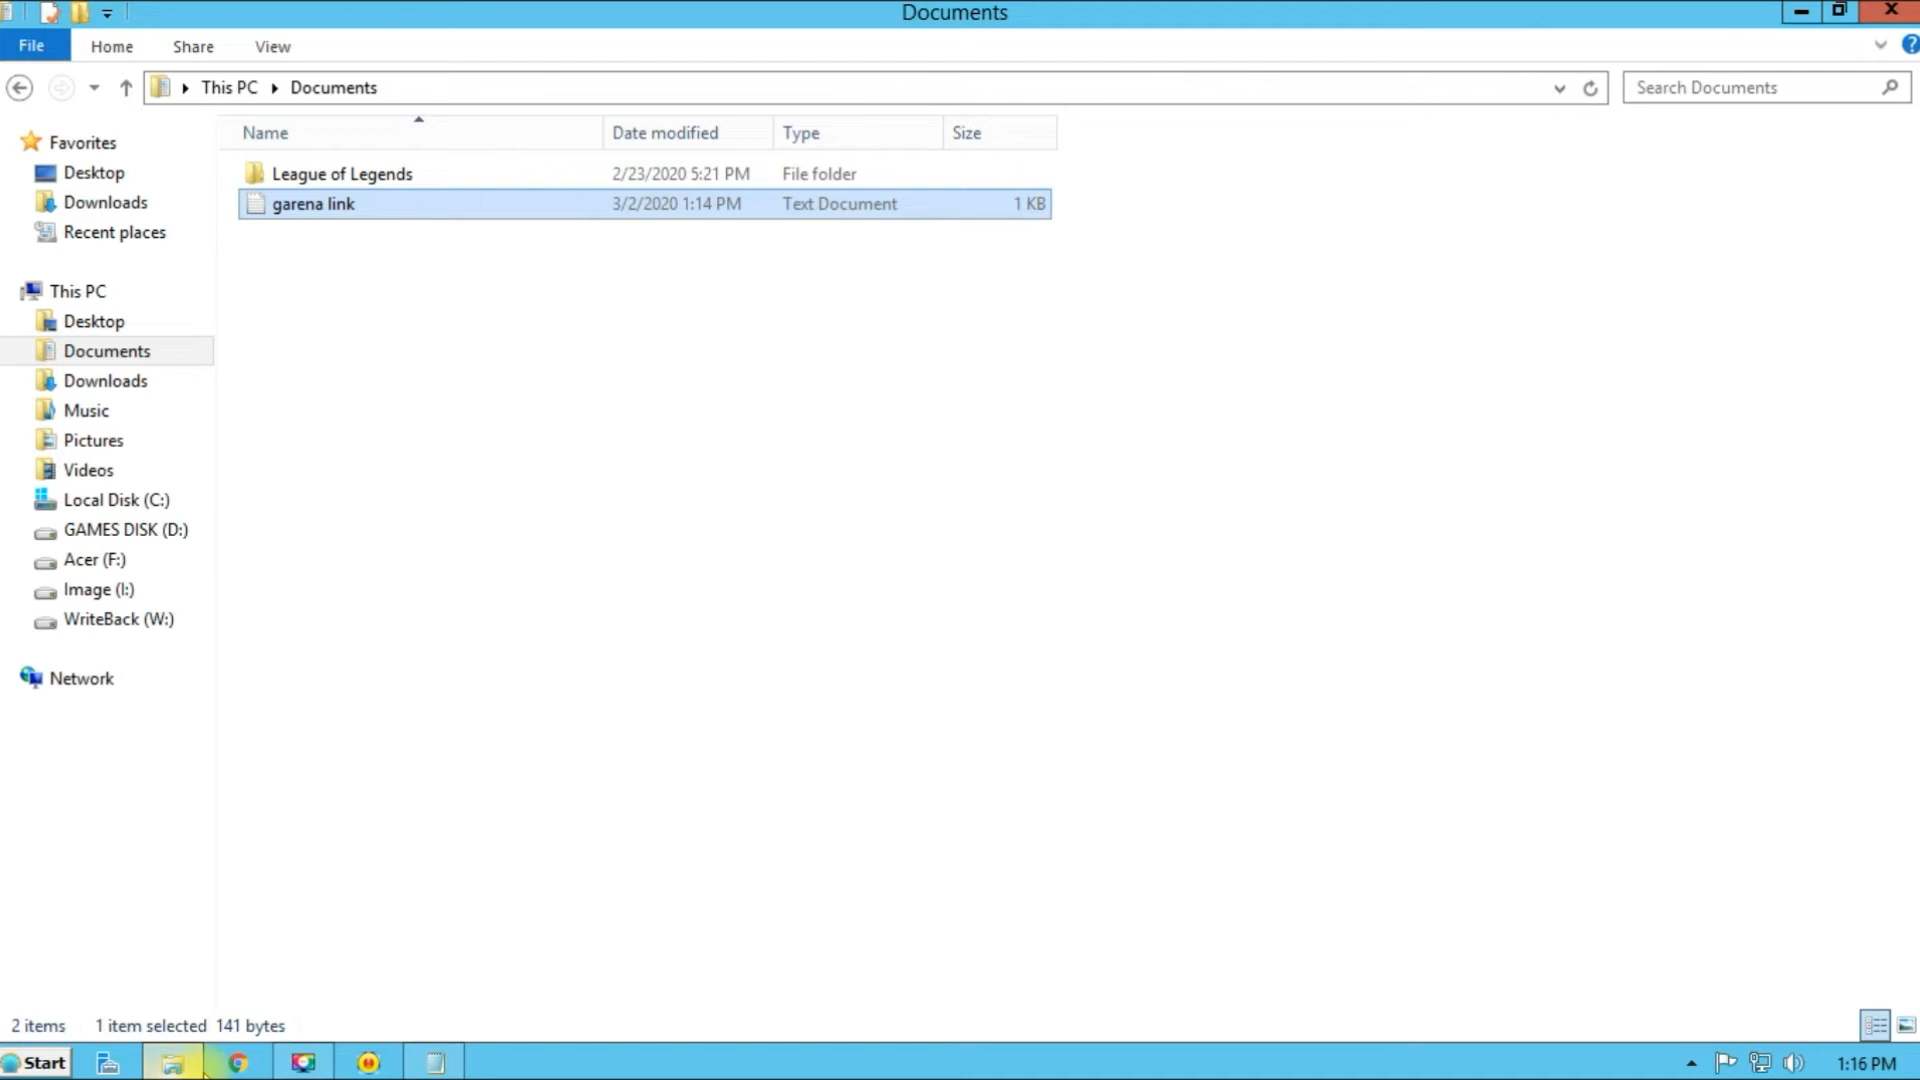 Documents
File Home Share View
This PC Documents
Search Documents
Name Date modified Type Size
League of Legends 2/23/2020 5:21 PM File folder
garena link 3/2/2020 1:14 PM Text Document 1 KB
Favorites
Desktop
Downloads
Recent places
This PC
Desktop
Documents
Downloads
Music
Pictures
Videos
Local Disk (C:)
GAMES DISK (D:)
Acer (F:)
Image (I:)
WriteBack (W:)
Network
2 items 1 item selected 141 bytes
Start
1:16 PM